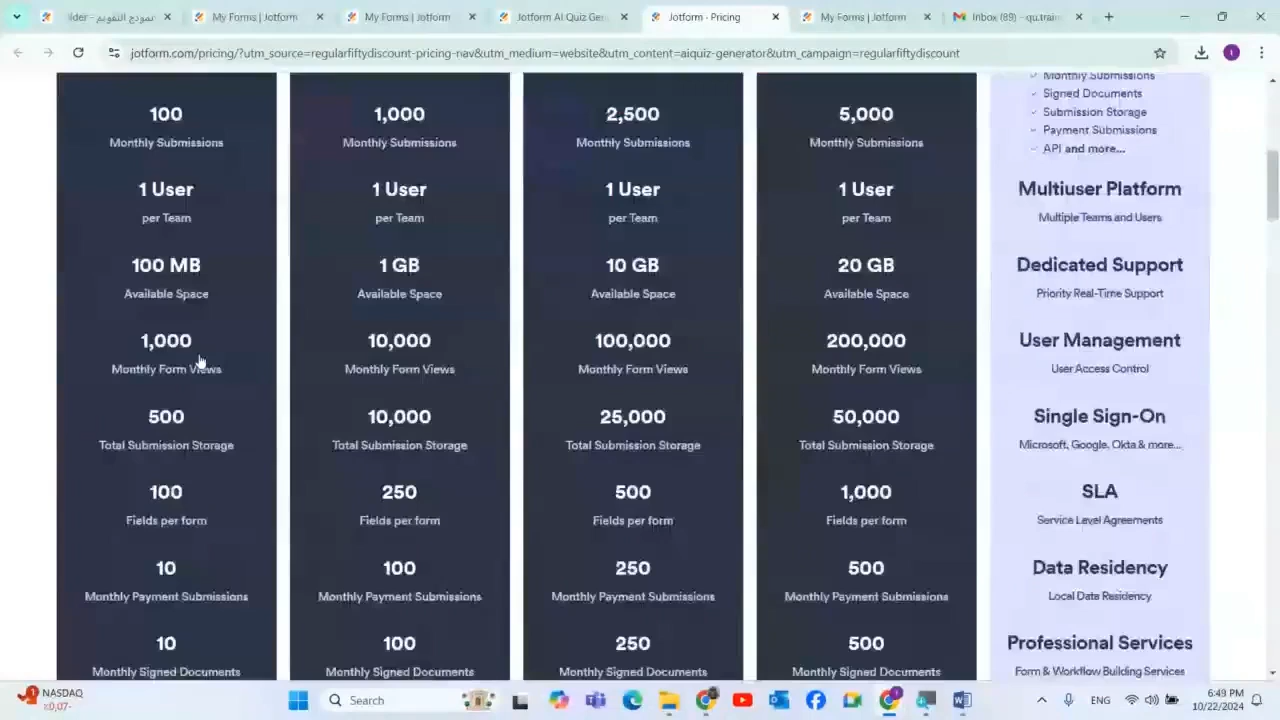 ilder - نموذج التقويم
My Forms | Jotform
My Forms | Jotform
Jotform AI Quiz Gen
Jotform - Pricing
My Forms | Jotform
Inbox (89) - qu.train
jotform.com/pricing/?utm_source=regularfiftydiscount-pricing-nav&utm_medium=website&utm_content=aiquiz-generator&utm_campaign=regularfiftydiscount
100
Monthly Submissions
1 User
per Team
100 MB
Available Space
1,000
Monthly Form Views
500
Total Submission Storage
100
Fields per form
10
Monthly Payment Submissions
10
Monthly Signed Documents
1,000
Monthly Submissions
1 User
per Team
1 GB
Available Space
10,000
Monthly Form Views
10,000
Total Submission Storage
250
Fields per form
100
Monthly Payment Submissions
100
Monthly Signed Documents
2,500
Monthly Submissions
1 User
per Team
10 GB
Available Space
100,000
Monthly Form Views
25,000
Total Submission Storage
500
Fields per form
250
Monthly Payment Submissions
250
Monthly Signed Documents
5,000
Monthly Submissions
1 User
per Team
20 GB
Available Space
200,000
Monthly Form Views
50,000
Total Submission Storage
1,000
Fields per form
500
Monthly Payment Submissions
500
Monthly Signed Documents
Monthly Submissions
Signed Documents
Submission Storage
Payment Submissions
API and more...
Multiuser Platform
Multiple Teams and Users
Dedicated Support
Priority Real-Time Support
User Management
User Access Control
Single Sign-On
Microsoft, Google, Okta & more...
SLA
Service Level Agreements
Data Residency
Local Data Residency
Professional Services
Form & Workflow Building Services
NASDAQ
Search
ENG
6:49 PM
10/22/2024